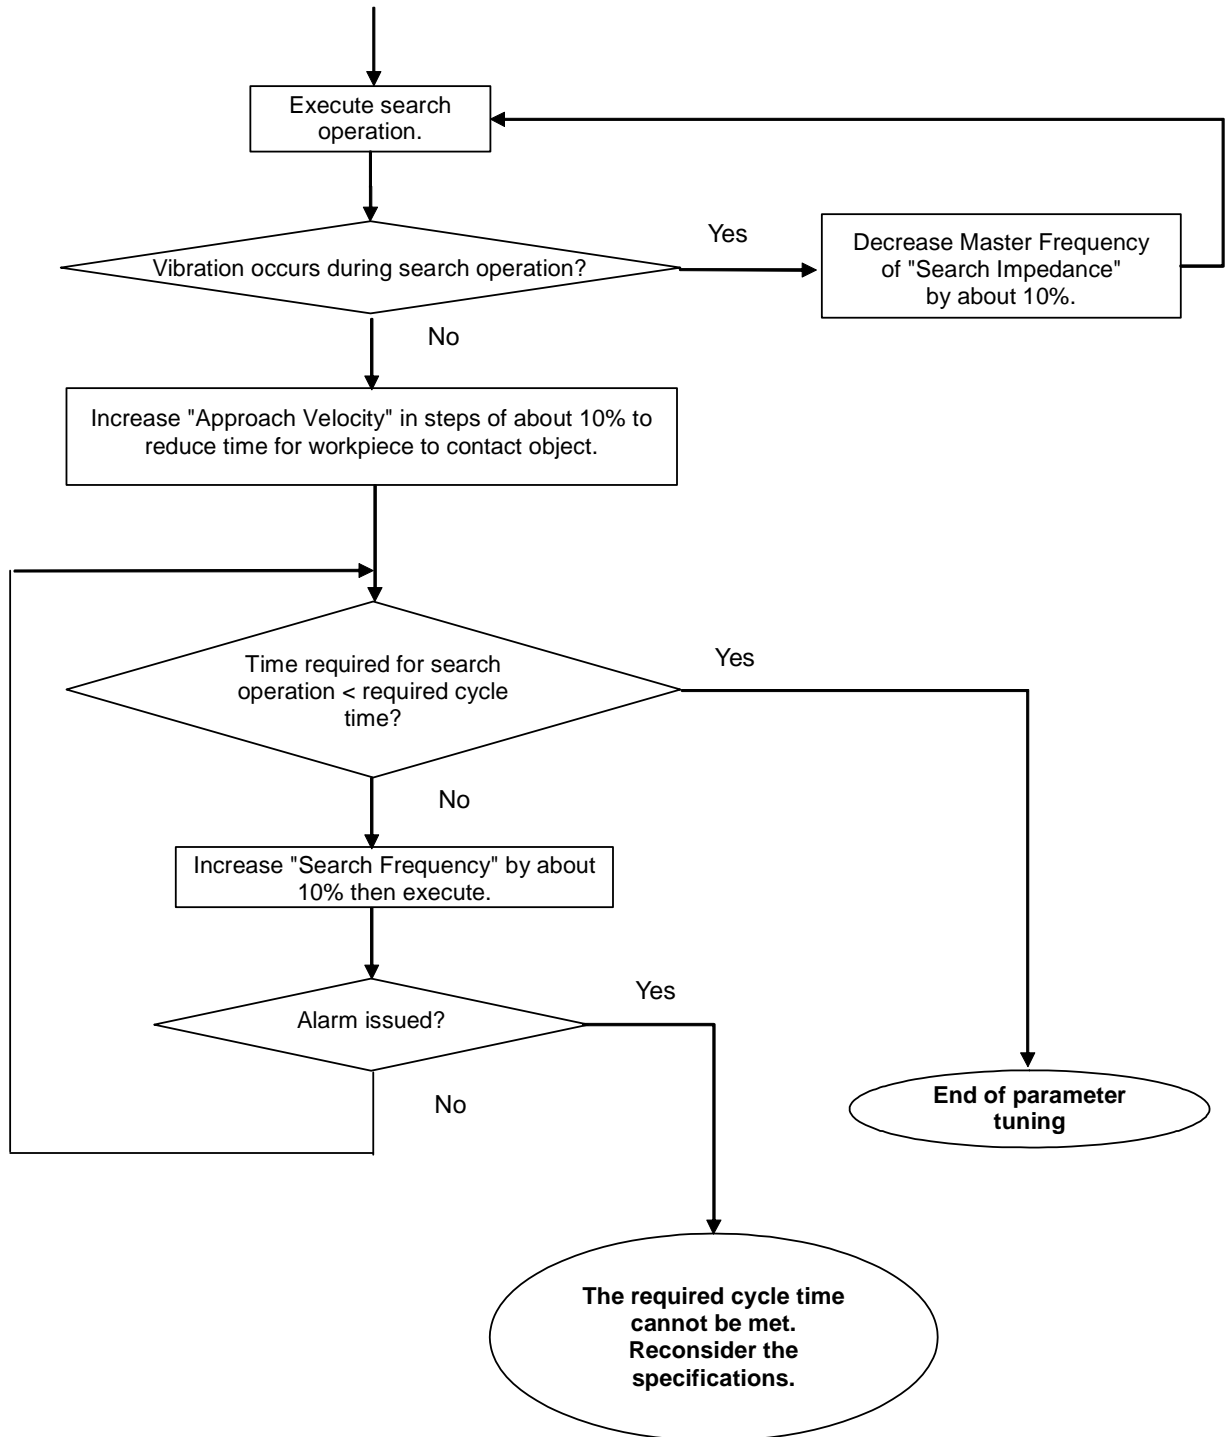 Execute search
operation.
Yes
Vibration occurs during search operation?
Decrease Master Frequency
of "Search Impedance"
by about 10%.
No
Increase "Approach Velocity" in steps of about 10% to
reduce time for workpiece to contact object.
Time required for search
operation < required cycle
time?
Yes
No
Increase "Search Frequency" by about
10% then execute.
Alarm issued?
Yes
No
End of parameter
tuning
The required cycle time
cannot be met.
Reconsider the
specifications.